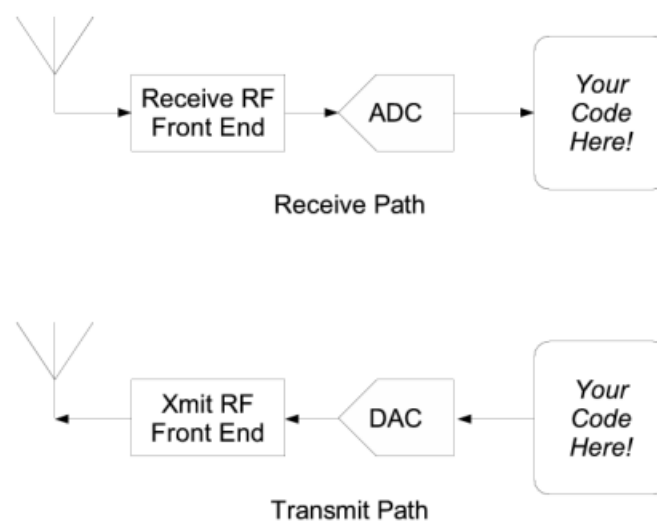 Receive RF
Front End
ADC
Your
Code
Here!
Receive Path
Xmit RF
Front End
DAC
Your
Code
Here!
Transmit Path